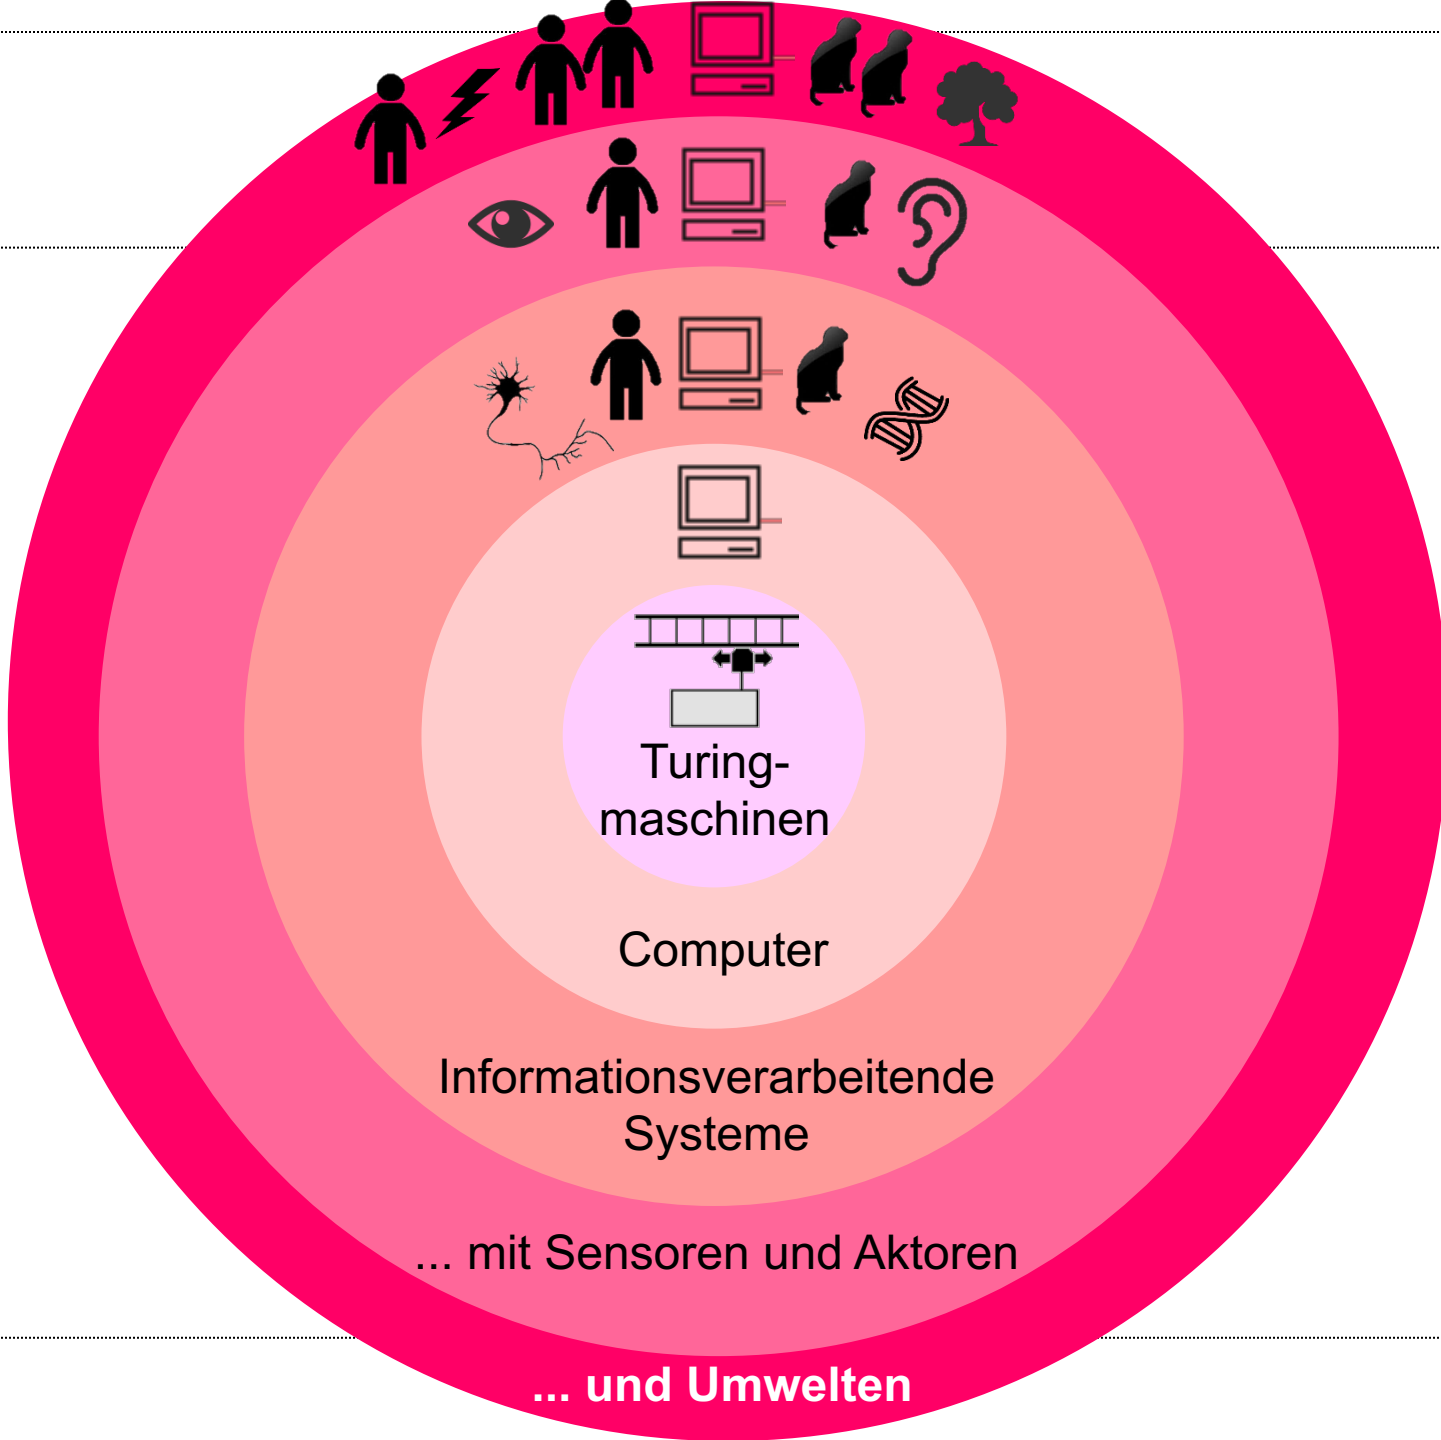 Turing-
maschinen
Computer
Informationsverarbeitende
Systeme
... mit Sensoren und Aktoren
... und Umwelten